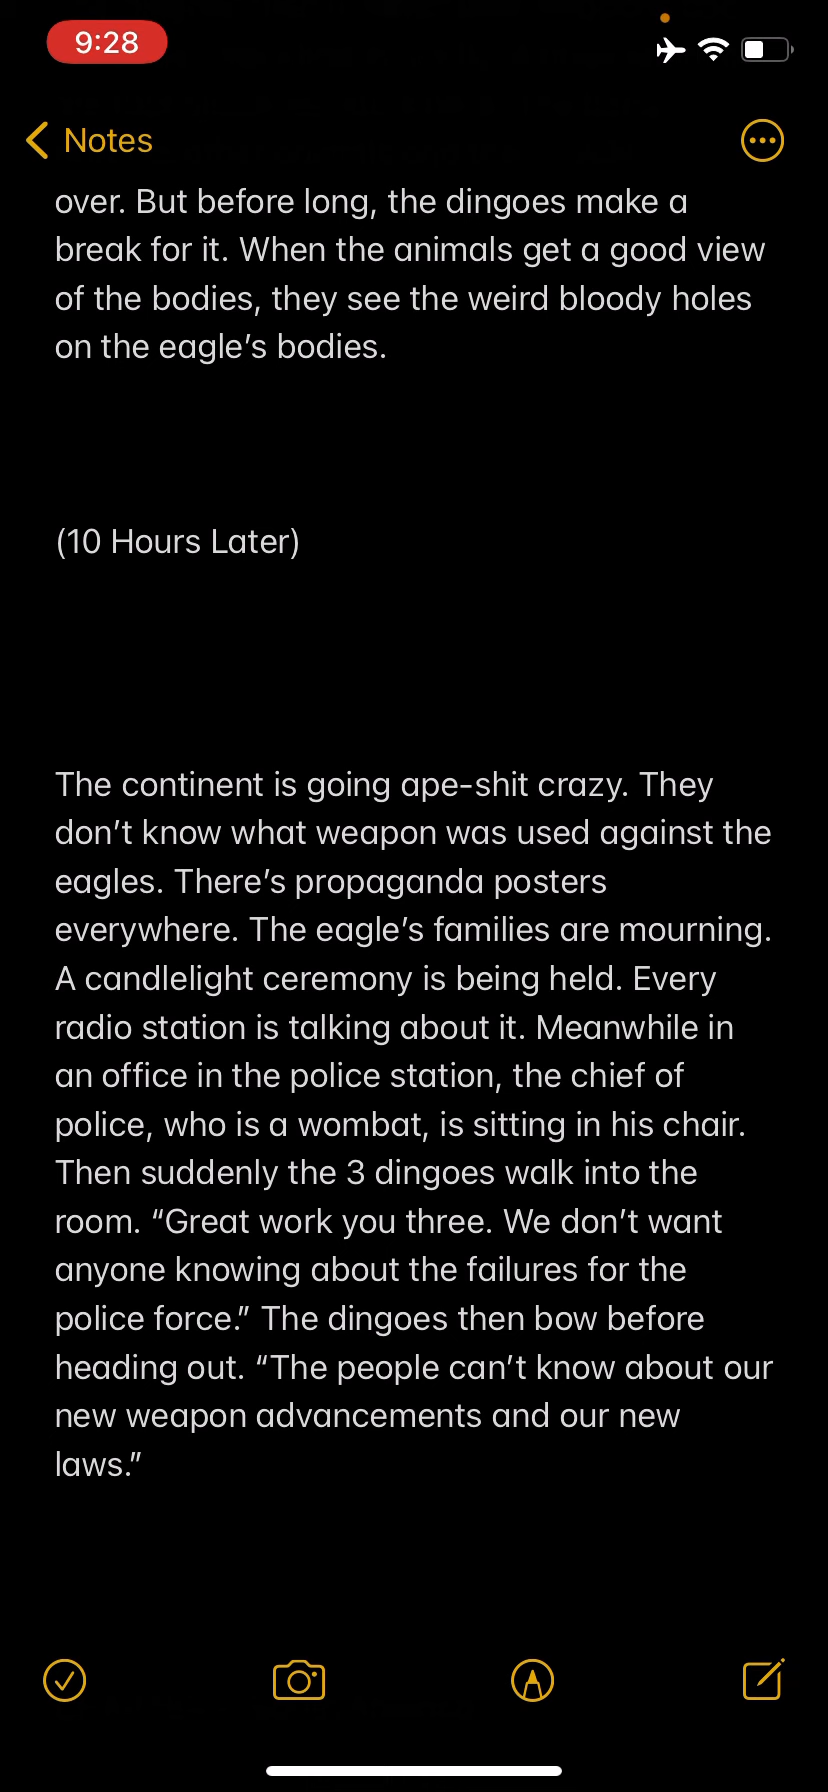 9:28
Notes
over. But before long, the dingoes make a
break for it. When the animals get a good view
of the bodies, they see the weird bloody holes
on the eagle’s bodies.
(10 Hours Later)
The continent is going ape-shit crazy. They
don’t know what weapon was used against the
eagles. There’s propaganda posters
everywhere. The eagle’s families are mourning.
A candlelight ceremony is being held. Every
radio station is talking about it. Meanwhile in
an office in the police station, the chief of
police, who is a wombat, is sitting in his chair.
Then suddenly the 3 dingoes walk into the
room. “Great work you three. We don’t want
anyone knowing about the failures for the
police force.” The dingoes then bow before
heading out. “The people can’t know about our
new weapon advancements and our new
laws.”